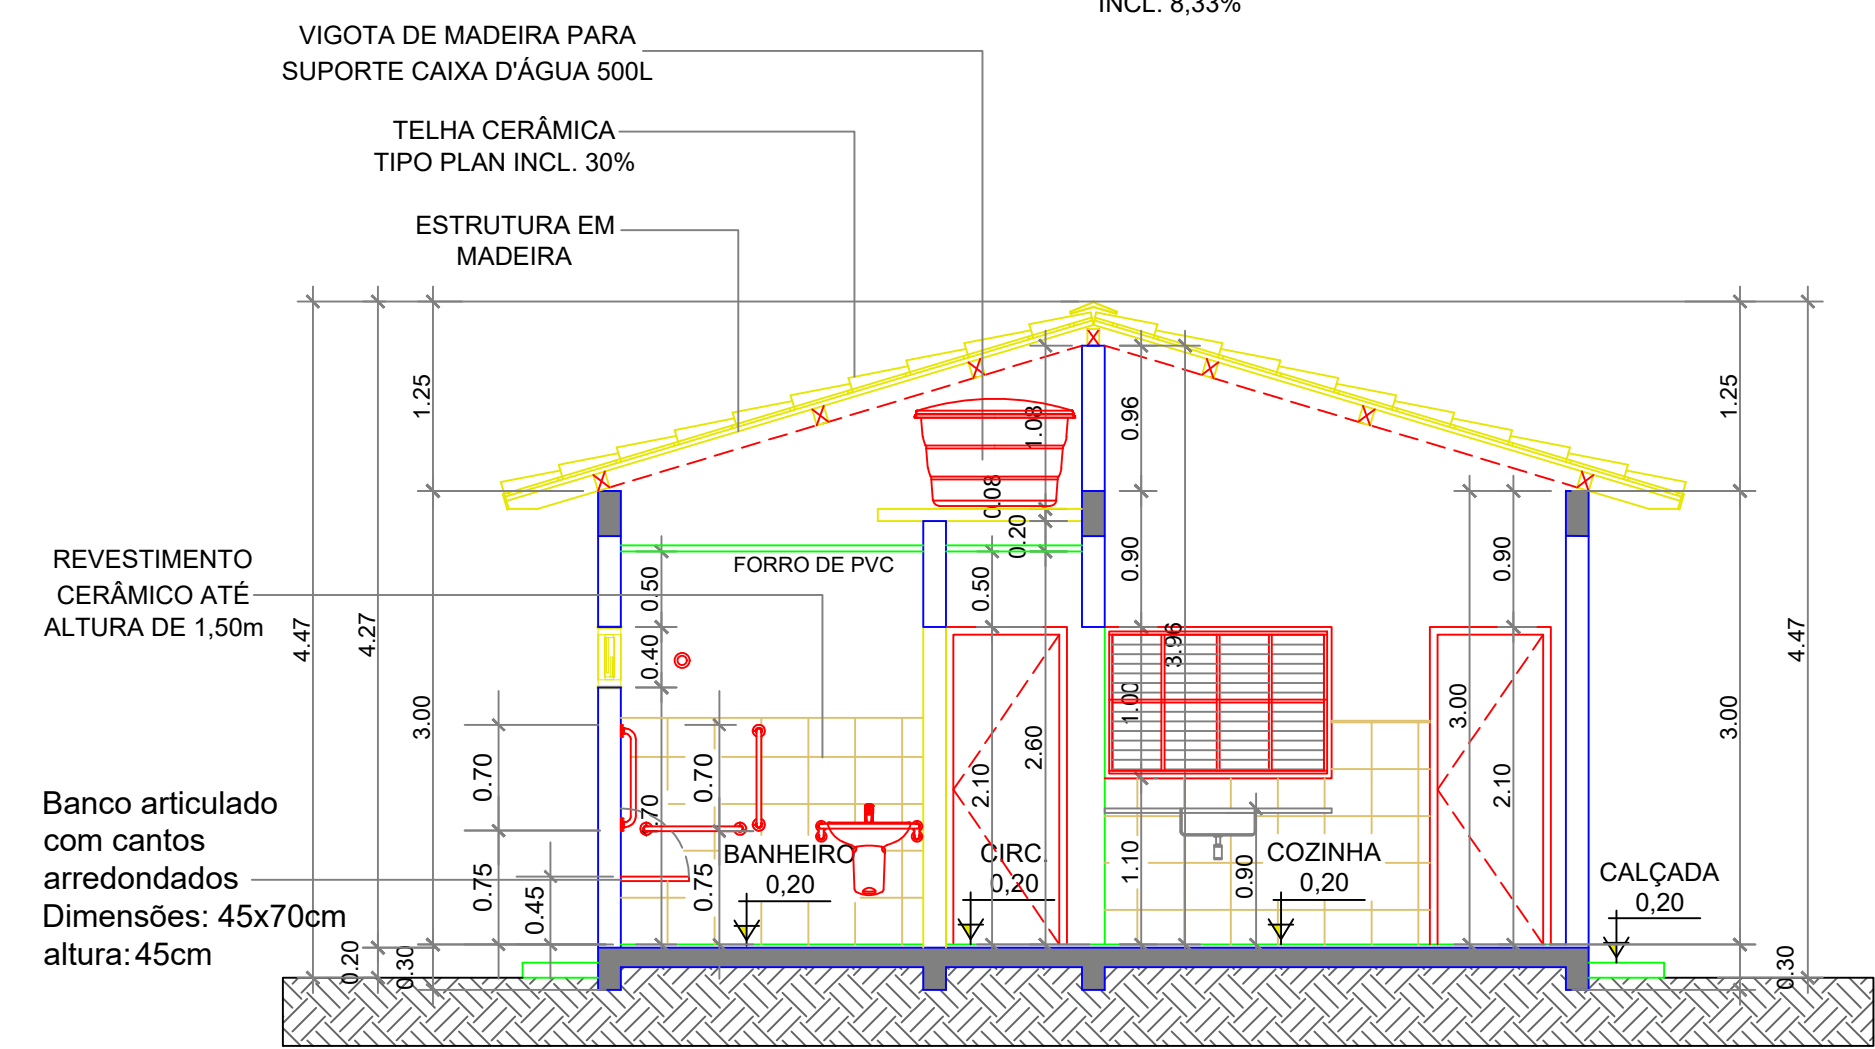 INCL. 8,33%
VIGOTA DE MADEIRA PARA
SUPORTE CAIXA D'ÁGUA 500L
TELHA CERÂMICA
TIPO PLAN INCL. 30%
ESTRUTURA EM
MADEIRA
1.25
1.08
0.96
1.25
0.08
0.20
REVESTIMENTO
CERÂMICO ATÉ
ALTURA DE 1,50m
FORRO DE PVC
4.47
4.27
3.00
0.50
0.40
0.50
0.90
0.90
3.96
1.00
3.00
4.47
3.00
2.60
2.10
2.10
0.70
0.70
.70
Banco articulado
com cantos
arredondados
Dimensões: 45x70cm
altura: 45cm
0.75
0.45
0.75
BANHEIRO
0,20
CIRC.
0,20
1.10
0.90
COZINHA
0,20
CALÇADA
0,20
0.20
0.30
0.30